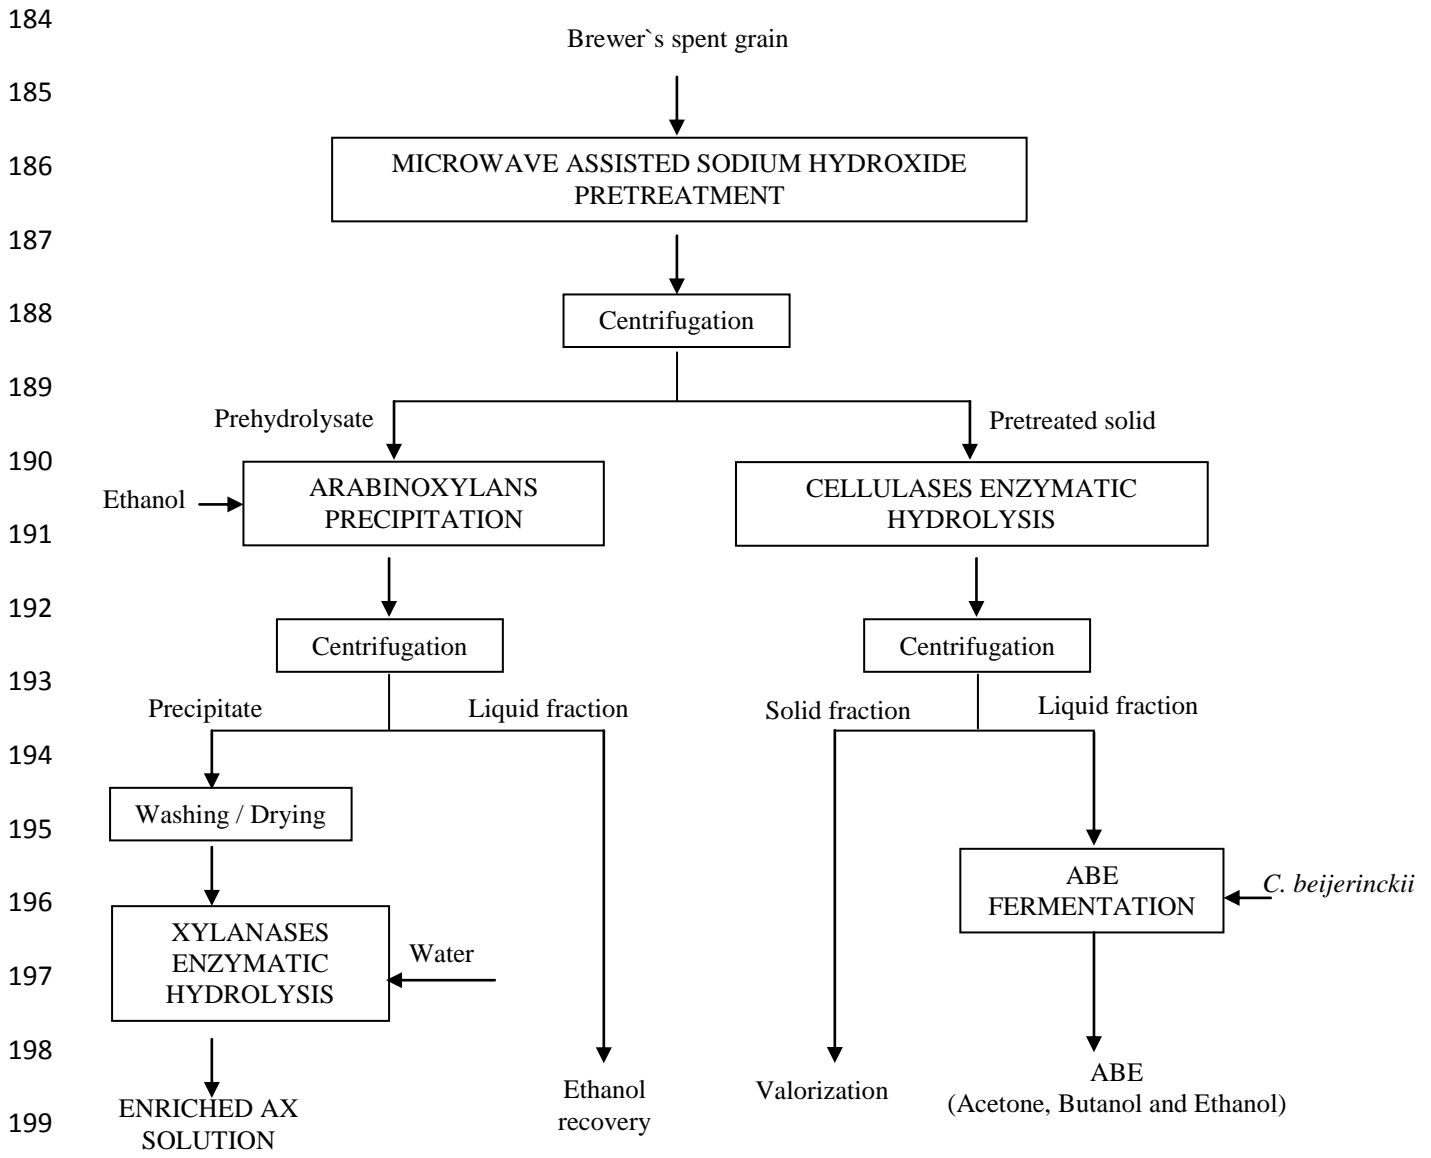 184
Brewer`s spent grain
185
186
MICROWAVE ASSISTED SODIUM HYDROXIDE
PRETREATMENT
187
188
Centrifugation
189
Prehydrolysate
Pretreated solid
190
Ethanol
ARABINOXYLANS
PRECIPITATION
CELLULASES ENZYMATIC
HYDROLYSIS
191
192
Centrifugation
Centrifugation
193
Precipitate
Liquid fraction
Solid fraction
Liquid fraction
194
Washing / Drying
195
ABE
FERMENTATION
C. beijerinckii
196
XYLANASES
ENZYMATIC
HYDROLYSIS
Water
197
198
ENRICHED AX
SOLUTION
Ethanol
recovery
Valorization
ABE
(Acetone, Butanol and Ethanol)
199